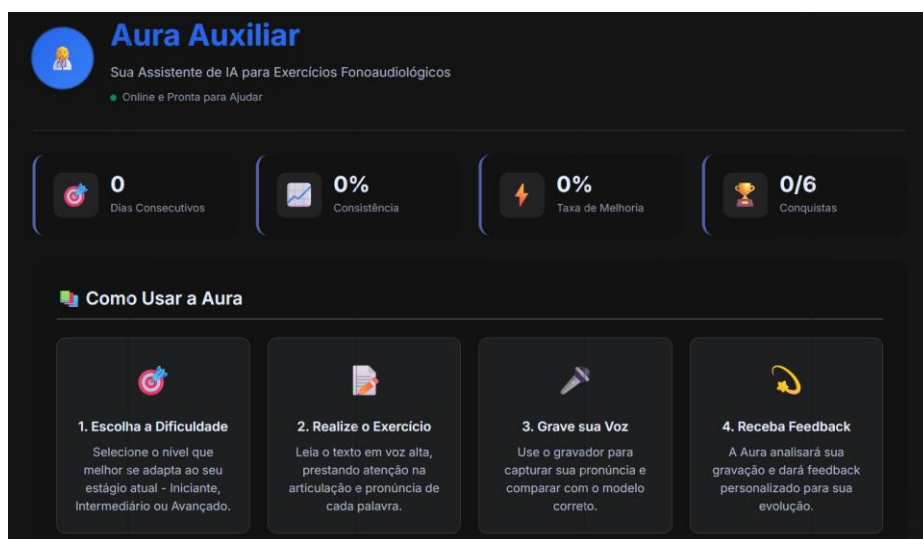 Aura Auxiliar
Sua Assistente de IA para Exercícios Fonoaudiológicos
Online e Pronta para Ajudar
0
Dias Consecutivos
0%
Consistência
0%
Taxa de Melhoria
0/6
Conquistas
Como Usar a Aura
1. Escolha a Dificuldade
Selecione o nível que
melhor se adapta ao seu
estágio atual - Iniciante,
Intermediário ou Avançado.
2. Realize o Exercício
Leia o texto em voz alta,
prestando atenção na
articulação e pronúncia de
cada palavra.
3. Grave sua Voz
Use o gravador para
capturar sua pronúncia e
comparar com o modelo
correto.
4. Receba Feedback
A Aura analisará sua
gravação e dará feedback
personalizado para sua
evolução.